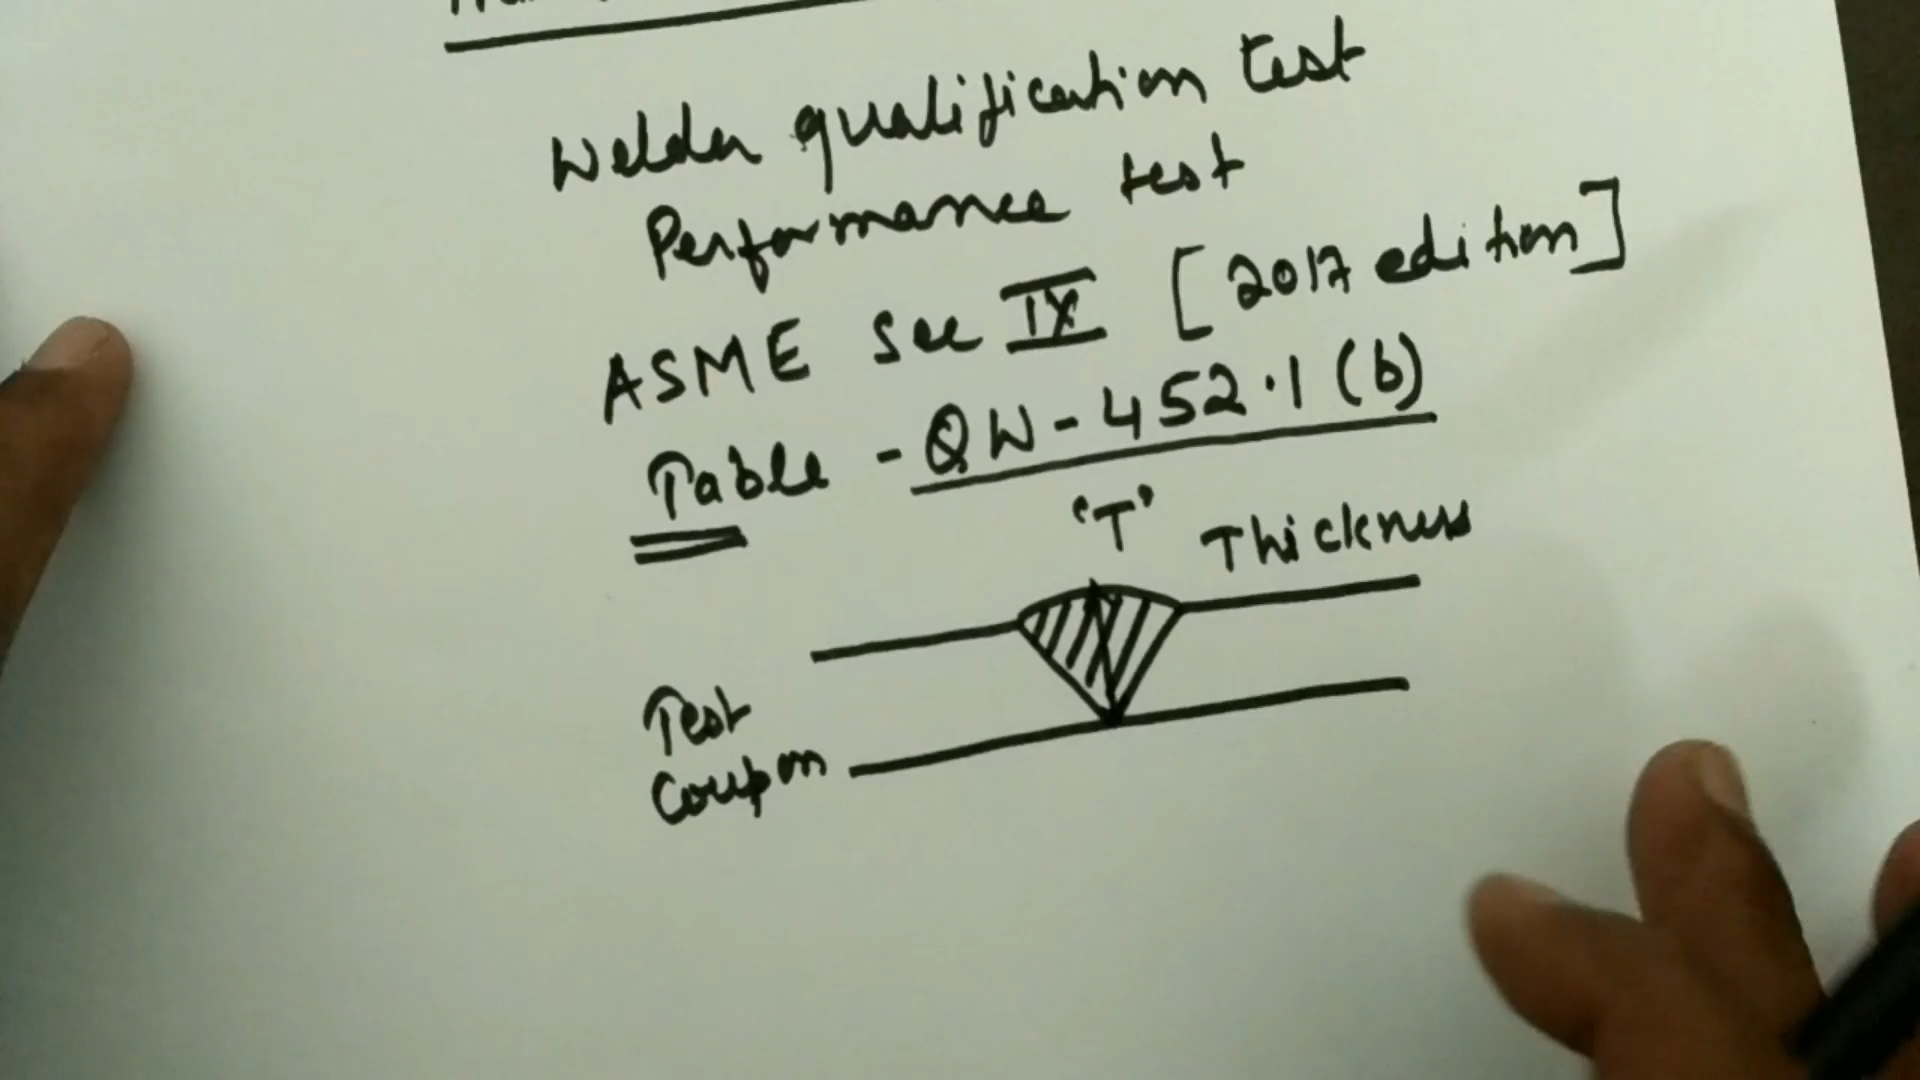 Welder qualification test
Performance test
ASME Sec IX [2017 edition]
Table - QW-452.1(b)
'T' Thickness
Test
Coupon